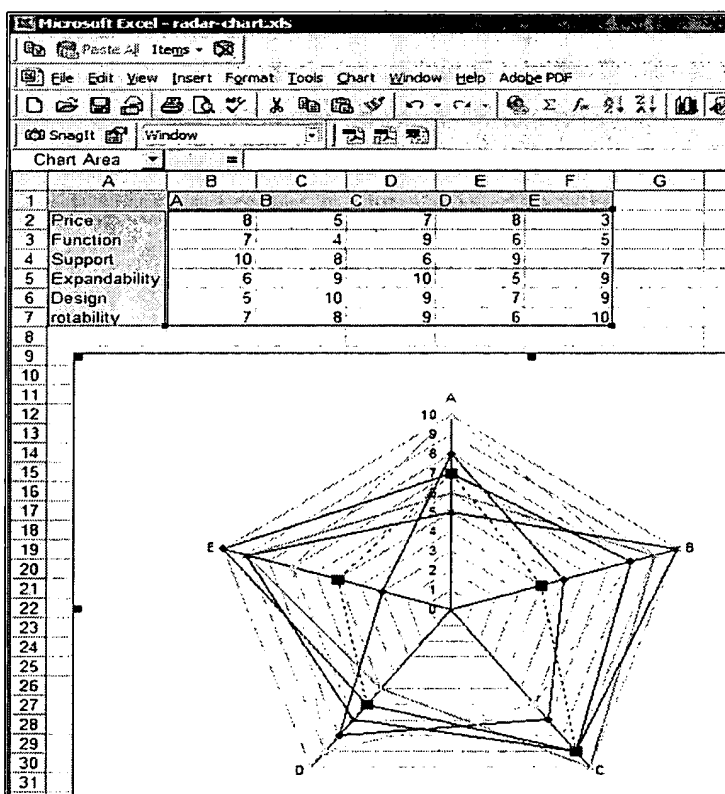 Microsoft Excel - radar-chart.xls
Paste All Items
File Edit View Insert Format Tools Chart Window Help Adobe PDF
SnagIt Window
Chart Area =
A B C D E F G
1 A B C D E
2 Price 8 5 7 8 3
3 Function 7 4 9 6 5
4 Support 10 8 6 9 7
5 Expandability 6 9 10 5 9
6 Design 5 10 9 7 9
7 rotability 7 8 9 6 10
8
9
10
11
12
13
14
15
16
17
18
19
20
21
22
23
24
25
26
27
28
29
30
31
A
10
9
8
7
6
5
4
3
2
1
0
E B
D C